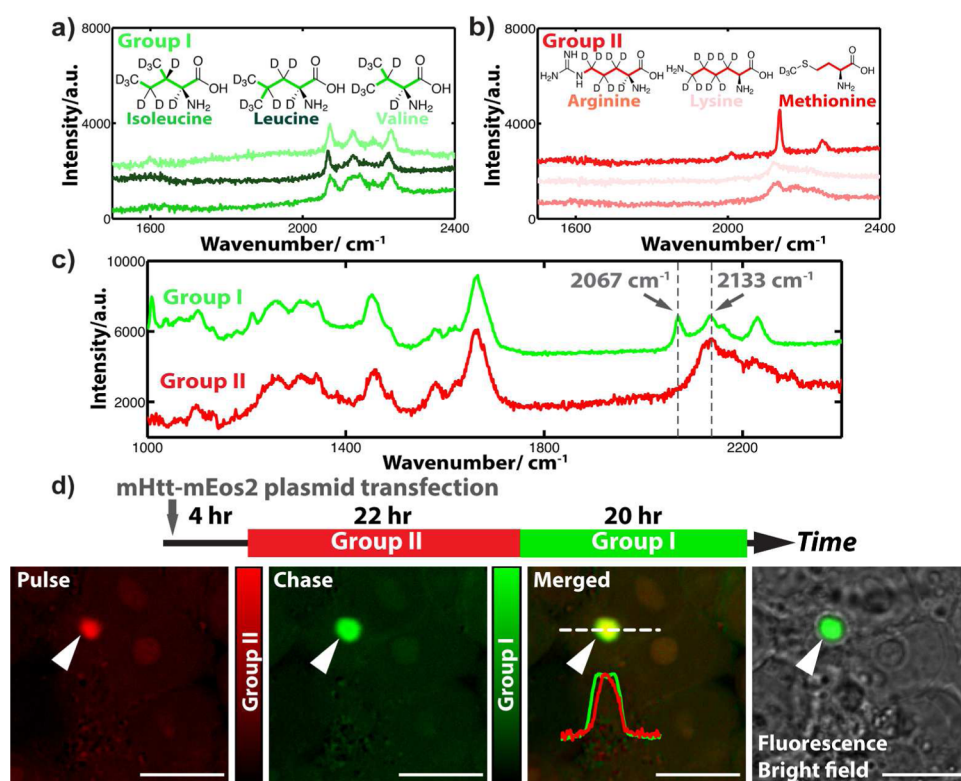 a)
8000
Group I
D₃C
D
D
O
OH
D₃C
D
D
D
NH₂
Isoleucine
D₃C
D
D
O
OH
D₃C
D
D
NH₂
Leucine
D₃C
D
O
OH
D₃C
D
NH₂
Valine
4000
0
Intensity/a.u.
1600
2000
2400
Wavenumber/ cm⁻¹
b)
8000
Group II
NH
H₂N
N
H
D
D
D
D
D
D
D
O
OH
NH₂
Arginine
H₂N
D
D
D
D
D
D
D
D
O
OH
NH₂
Lysine
D₃C
S
O
OH
NH₂
Methionine
4000
0
Intensity/a.u.
1600
2000
2400
Wavenumber/ cm⁻¹
c)
10000
6000
2000
Intensity/a.u.
Group I
Group II
2067 cm⁻¹
2133 cm⁻¹
1000
1400
1800
2200
Wavenumber/ cm⁻¹
d)
mHtt-mEos2 plasmid transfection
4 hr
22 hr
20 hr
Group II
Group I
Time
Pulse
Group II
Chase
Group I
Merged
Fluorescence
Bright field